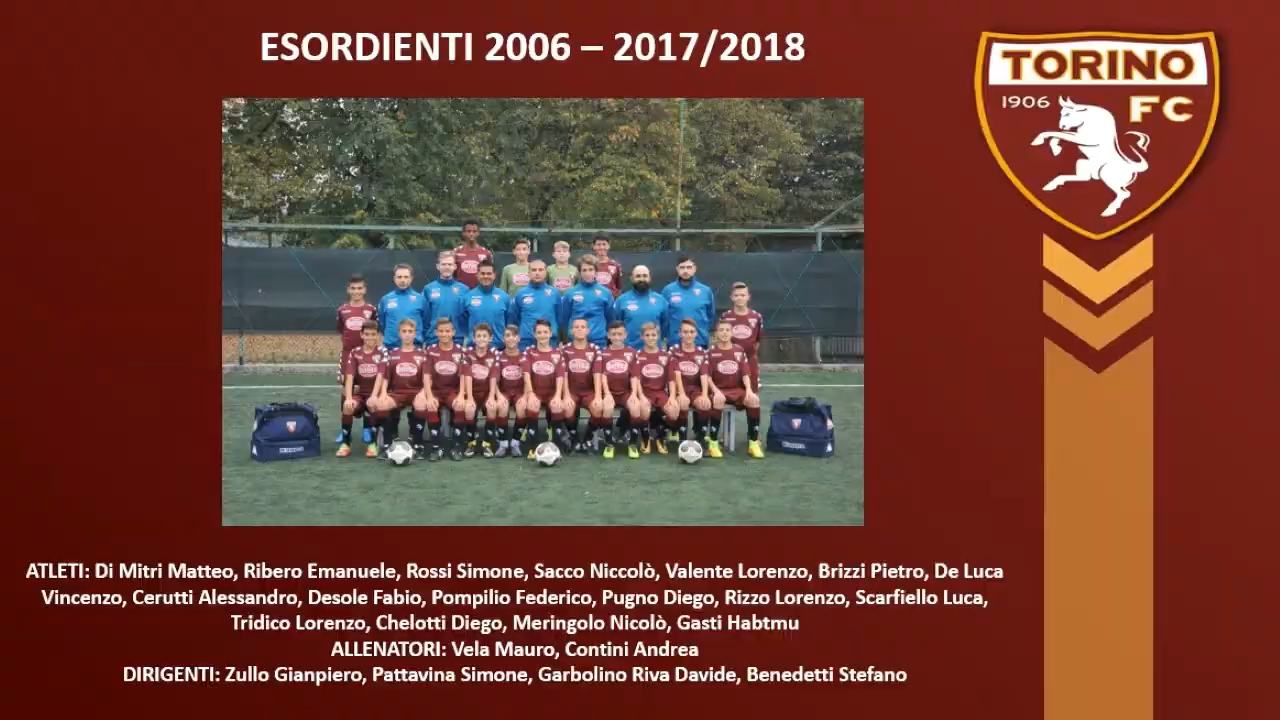 ESORDIENTI 2006 – 2017/2018
TORINO
1906
FC
ATLETI: Di Mitri Matteo, Ribero Emanuele, Rossi Simone, Sacco Niccolò, Valente Lorenzo, Brizzi Pietro, De Luca
Vincenzo, Cerutti Alessandro, Desole Fabio, Pompilio Federico, Pugno Diego, Rizzo Lorenzo, Scarfiello Luca,
Tridico Lorenzo, Chelotti Diego, Meringolo Nicolò, Gasti Habtmu
ALLENATORI: Vela Mauro, Contini Andrea
DIRIGENTI: Zullo Gianpiero, Pattavina Simone, Garbolino Riva Davide, Benedetti Stefano